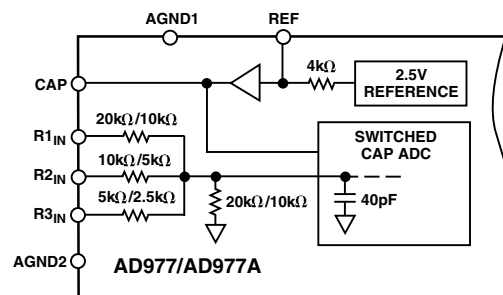 AGND1
REF
CAP
4kΩ
2.5V
REFERENCE
R1IN
20kΩ/10kΩ
SWITCHED
CAP ADC
R2IN
10kΩ/5kΩ
R3IN
5kΩ/2.5kΩ
20kΩ/10kΩ
40pF
AGND2
AD977/AD977A